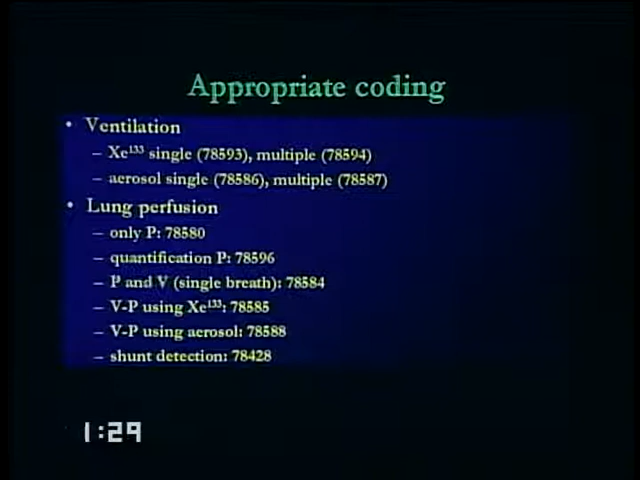 Appropriate coding
• Ventilation
– Xe¹³³ single (78593), multiple (78594)
– aerosol single (78586), multiple (78587)
• Lung perfusion
– only P: 78580
– quantification P: 78596
– P and V (single breath): 78584
– V-P using Xe¹³³: 78585
– V-P using aerosol: 78588
– shunt detection: 78428
1:29